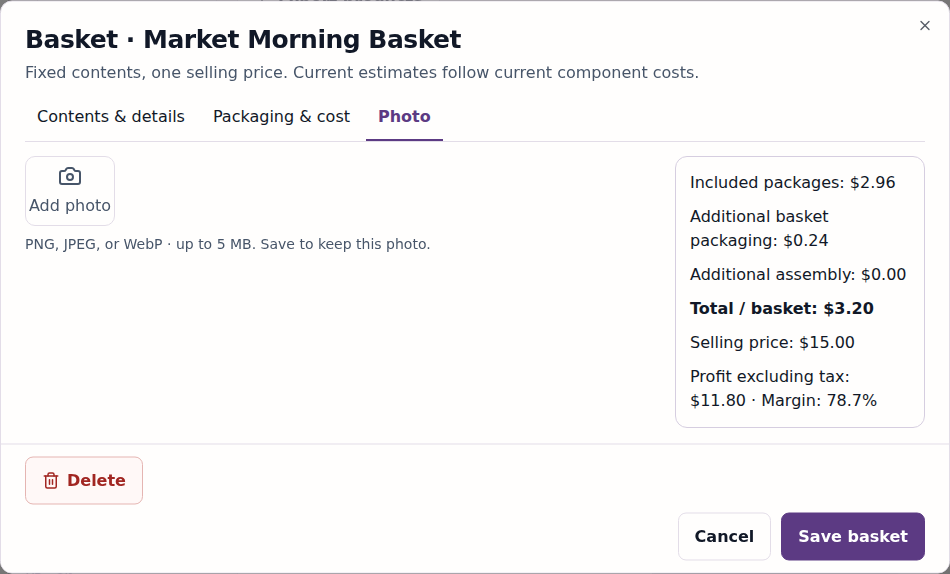 Basket · Market Morning Basket
Fixed contents, one selling price. Current estimates follow current component costs.
Contents & details
Packaging & cost
Photo
Add photo
PNG, JPEG, or WebP · up to 5 MB. Save to keep this photo.
Included packages: $2.96
Additional basket
packaging: $0.24
Additional assembly: $0.00
Total / basket: $3.20
Selling price: $15.00
Profit excluding tax:
$11.80 · Margin: 78.7%
Delete
Cancel
Save basket